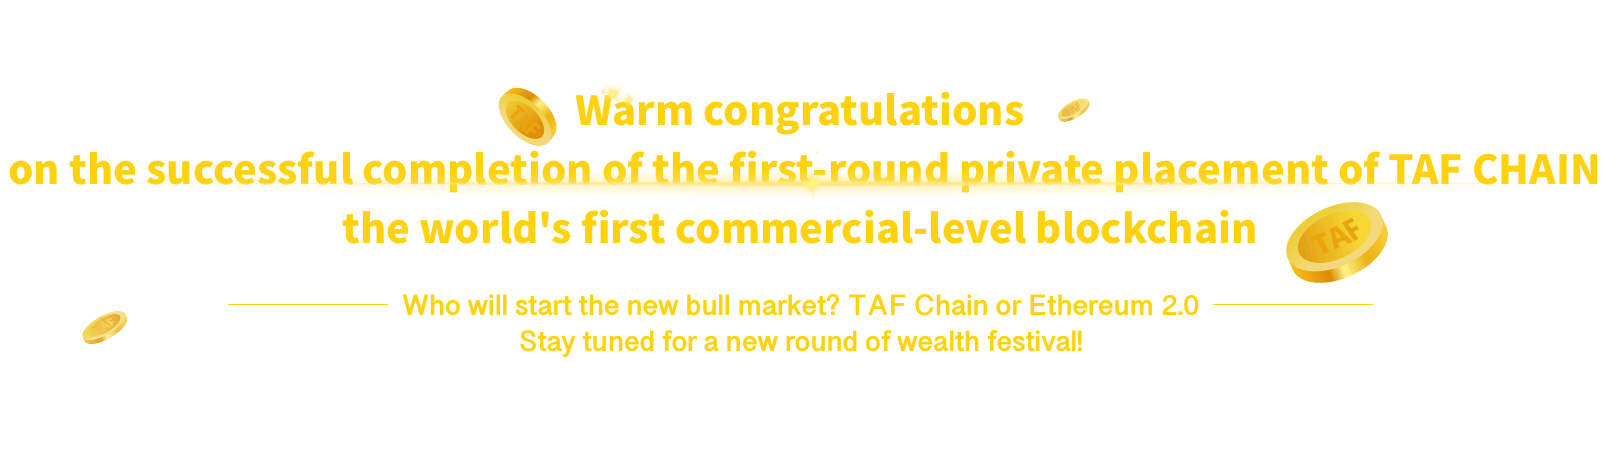 Warm congratulations
on the successful completion of the first-round private placement of TAF CHAIN
the world's first commercial-level blockchain
TAF
Who will start the new bull market? TAF Chain or Ethereum 2.0
Stay tuned for a new round of wealth festival!